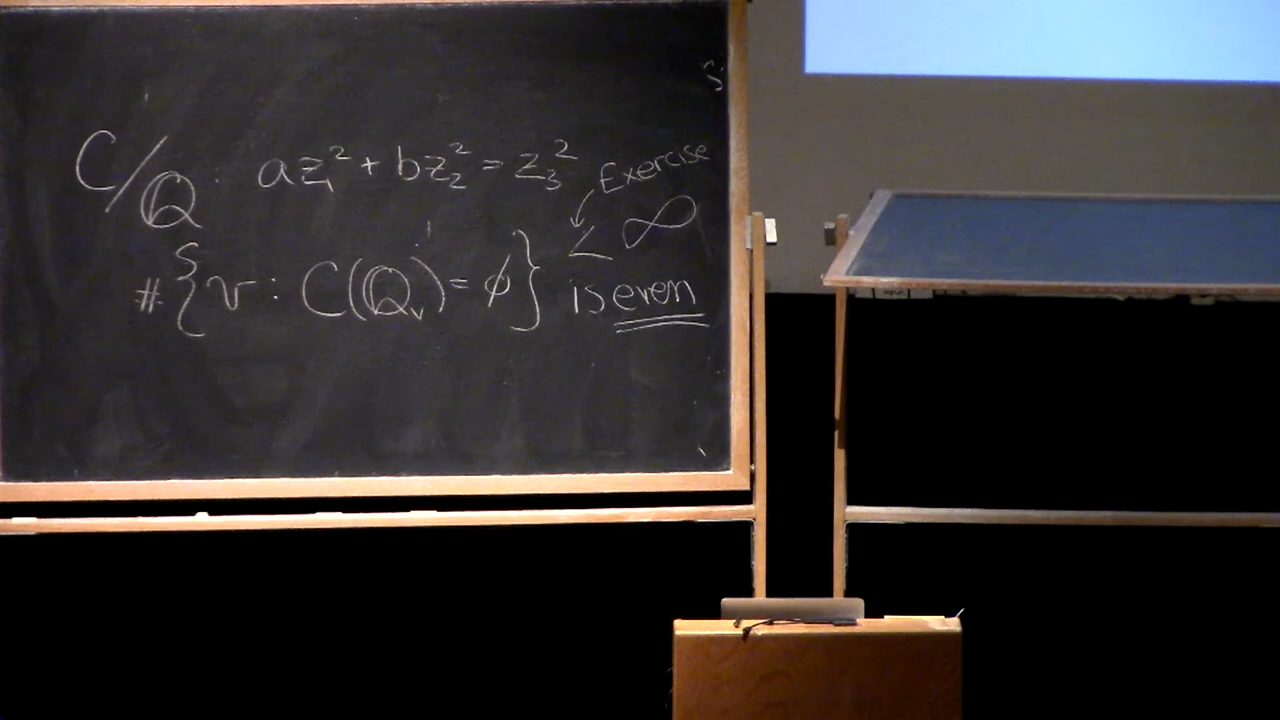 C/ℚ: az₁² + bz₂² = z₃²
Exercise
< ∞
#{v: C(ℚᵥ) = ∅} is even